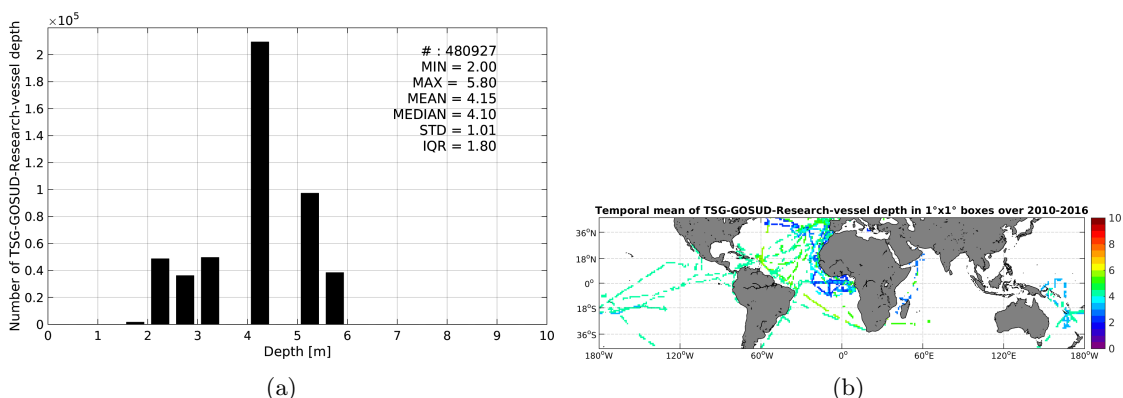 ×10⁵
Number of TSG-GOSUD-Research-vessel depth
2
1.8
1.6
1.4
1.2
1
0.8
0.6
0.4
0.2
0
# : 480927
MIN = 2.00
MAX = 5.80
MEAN = 4.15
MEDIAN = 4.10
STD = 1.01
IQR = 1.80
0 1 2 3 4 5 6 7 8 9 10
Depth [m]
(a)
Temporal mean of TSG-GOSUD-Research-vessel depth in 1°x1° boxes over 2010-2016
36°N
18°N
0°
18°S
36°S
180°W 120°W 60°W 0° 60°E 120°E 180°W
10
8
6
4
2
0
(b)